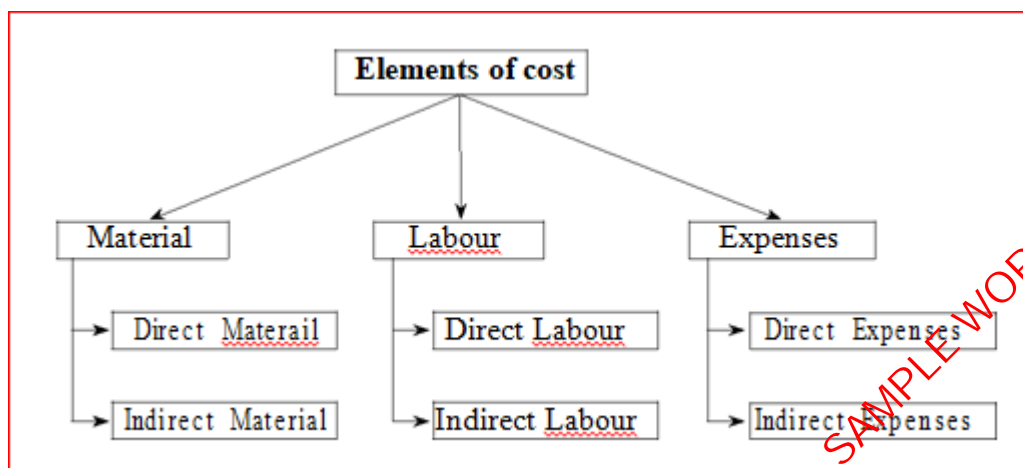 Elements of cost
Material
Labour
Expenses
Direct Materail
Direct Labour
Direct Expenses
Indirect Material
Indirect Labour
Indirect Expenses
SAMPLE WOR